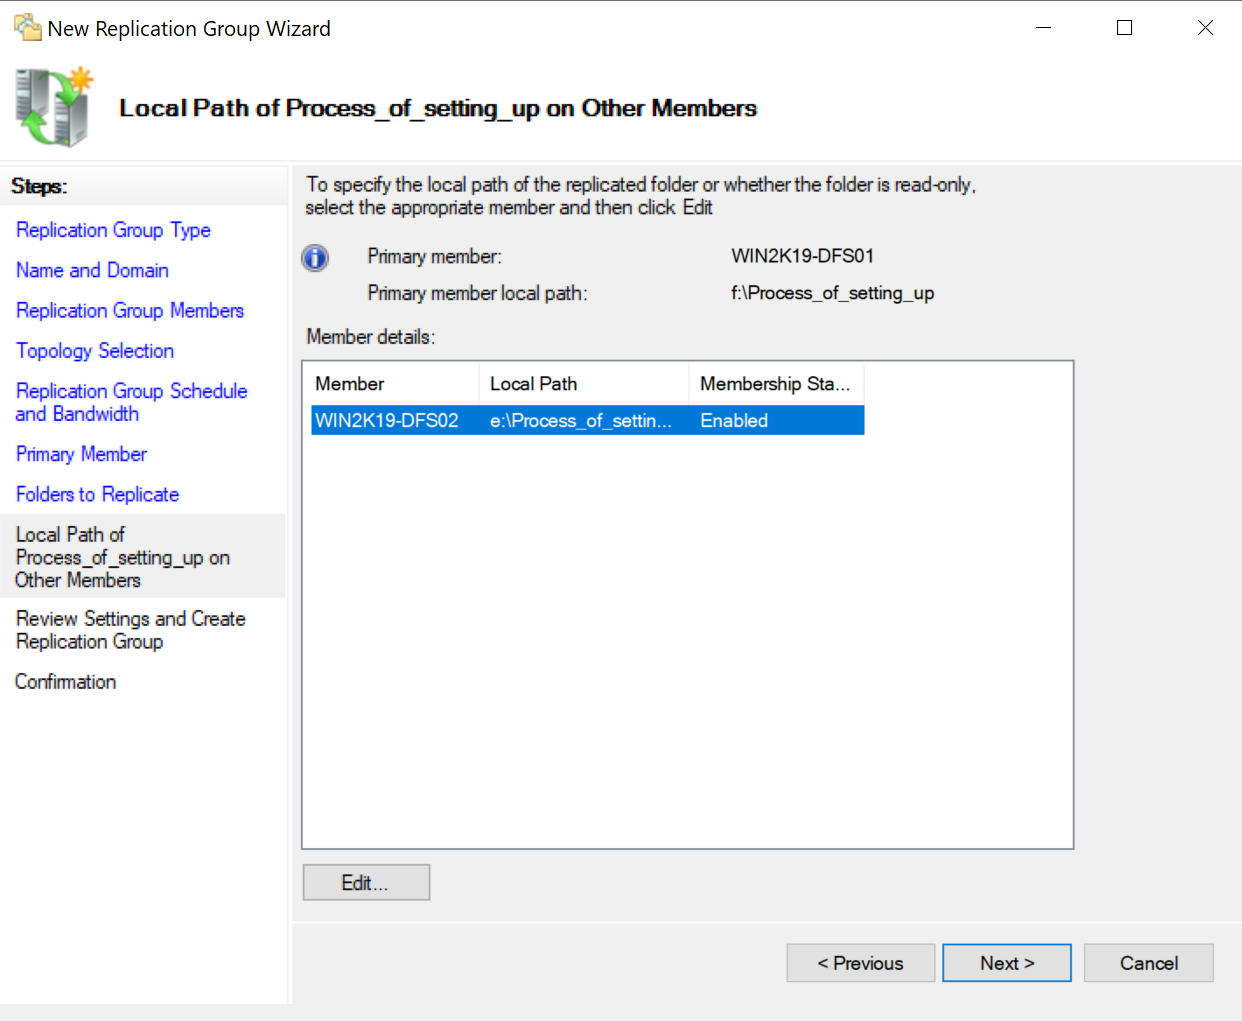 New Replication Group Wizard
Local Path of Process_of_setting_up on Other Members
Steps:
Replication Group Type
Name and Domain
Replication Group Members
Topology Selection
Replication Group Schedule
and Bandwidth
Primary Member
Folders to Replicate
Local Path of
Process_of_setting_up on
Other Members
Review Settings and Create
Replication Group
Confirmation
To specify the local path of the replicated folder or whether the folder is read-only,
select the appropriate member and then click Edit
Primary member: WIN2K19-DFS01
Primary member local path: f:\Process_of_setting_up
Member details:
Member Local Path Membership Sta...
WIN2K19-DFS02 e:\Process_of_settin... Enabled
Edit...
< Previous Next > Cancel